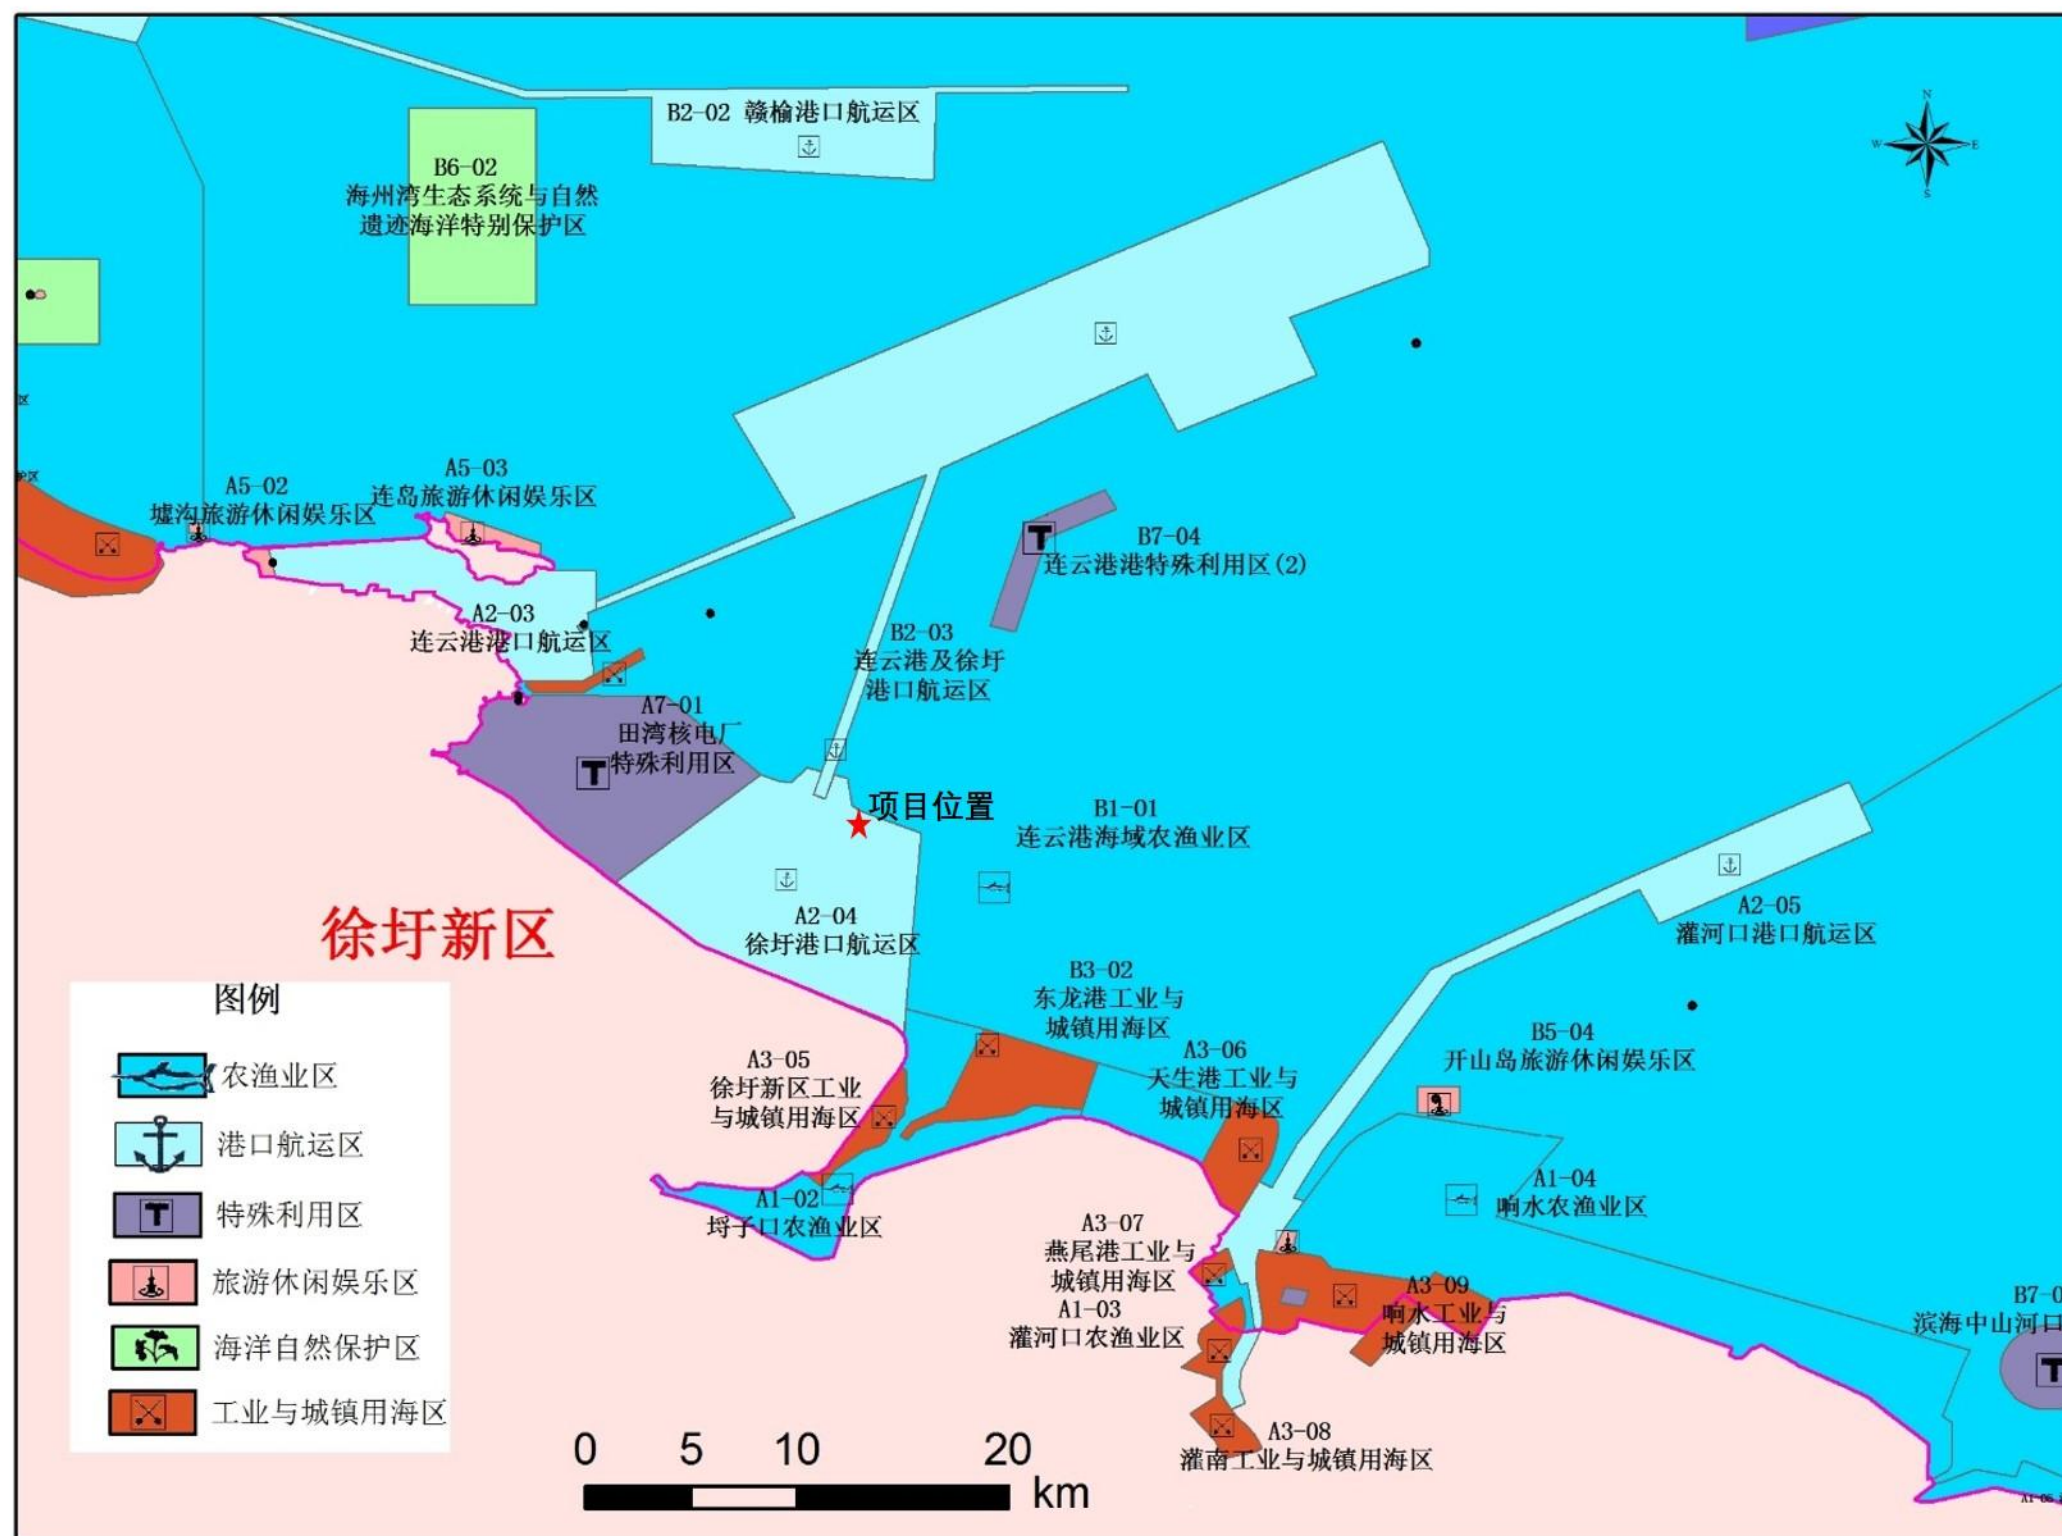 N
W
E
S
B2-02 赣榆港口航运区
B6-02
海州湾生态系统与自然
遗迹海洋特别保护区
区
A5-03
连岛旅游休闲娱乐区
A5-02
墟沟旅游休闲娱乐区
B7-04
连云港港特殊利用区(2)
A2-03
连云港港口航运区
B2-03
连云港及徐圩
港口航运区
A7-01
田湾核电厂
特殊利用区
T
T
项目位置
B1-01
连云港海域农渔业区
A2-04
徐圩港口航运区
A2-05
灌河口港口航运区
徐圩新区
B3-02
东龙港工业与
城镇用海区
A3-06
天生港工业与
城镇用海区
B5-04
开山岛旅游休闲娱乐区
A3-05
徐圩新区工业
与城镇用海区
A1-02
埒子口农渔业区
A1-04
响水农渔业区
A3-07
燕尾港工业与
城镇用海区
A1-03
灌河口农渔业区
A3-09
响水工业与
城镇用海区
B7-0
滨海中山河口
T
A3-08
灌南工业与城镇用海区
图例
农渔业区
港口航运区
T
特殊利用区
旅游休闲娱乐区
海洋自然保护区
工业与城镇用海区
0 5 10 20
km